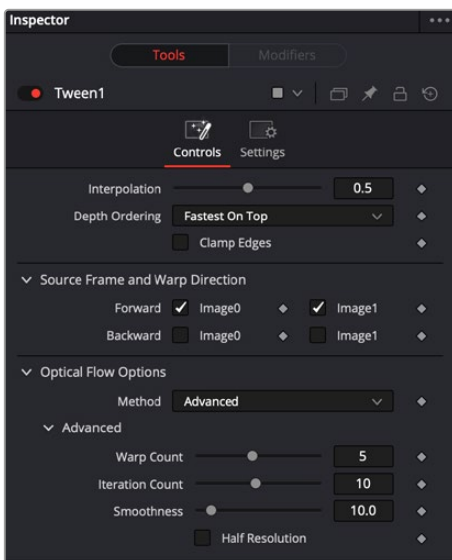 Inspector
Tools Modifiers
Tween1
Controls Settings
Interpolation 0.5
Depth Ordering Fastest On Top
Clamp Edges
Source Frame and Warp Direction
Forward Image0 Image1
Backward Image0 Image1
Optical Flow Options
Method Advanced
Advanced
Warp Count 5
Iteration Count 10
Smoothness 10.0
Half Resolution